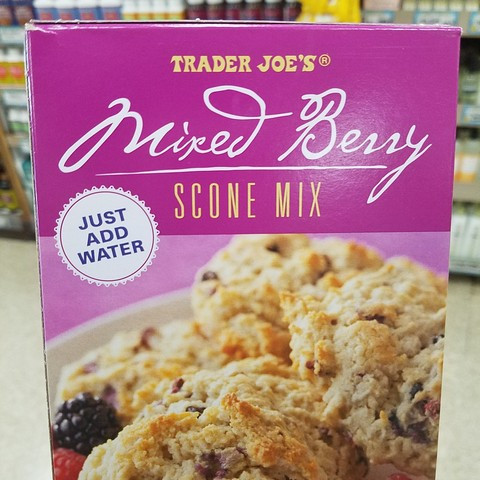 TRADER JOE'S®
Mixed Berry
SCONE MIX
JUST
ADD
WATER